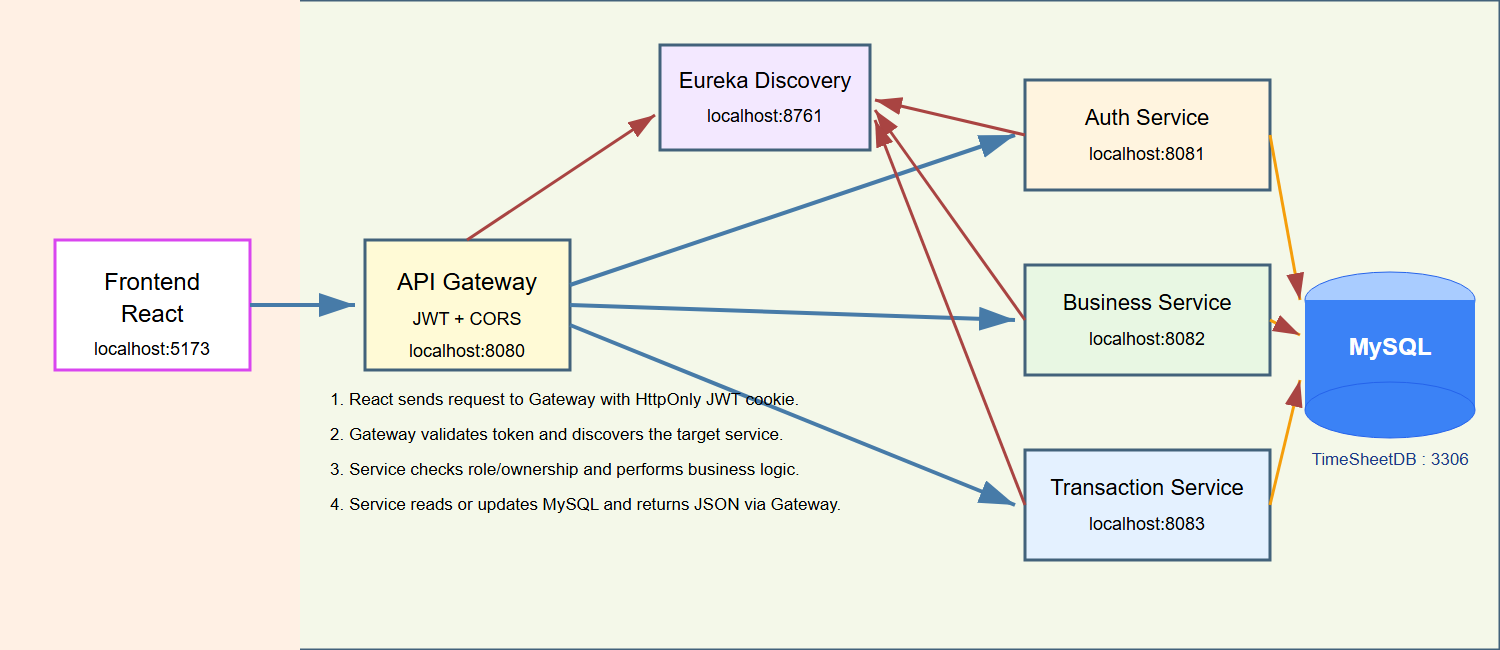 Eureka Discovery
localhost:8761
Auth Service
localhost:8081
Frontend
React
localhost:5173
API Gateway
JWT + CORS
localhost:8080
Business Service
localhost:8082
MySQL
TimeSheetDB : 3306
1. React sends request to Gateway with HttpOnly JWT cookie.
2. Gateway validates token and discovers the target service.
3. Service checks role/ownership and performs business logic.
4. Service reads or updates MySQL and returns JSON via Gateway.
Transaction Service
localhost:8083